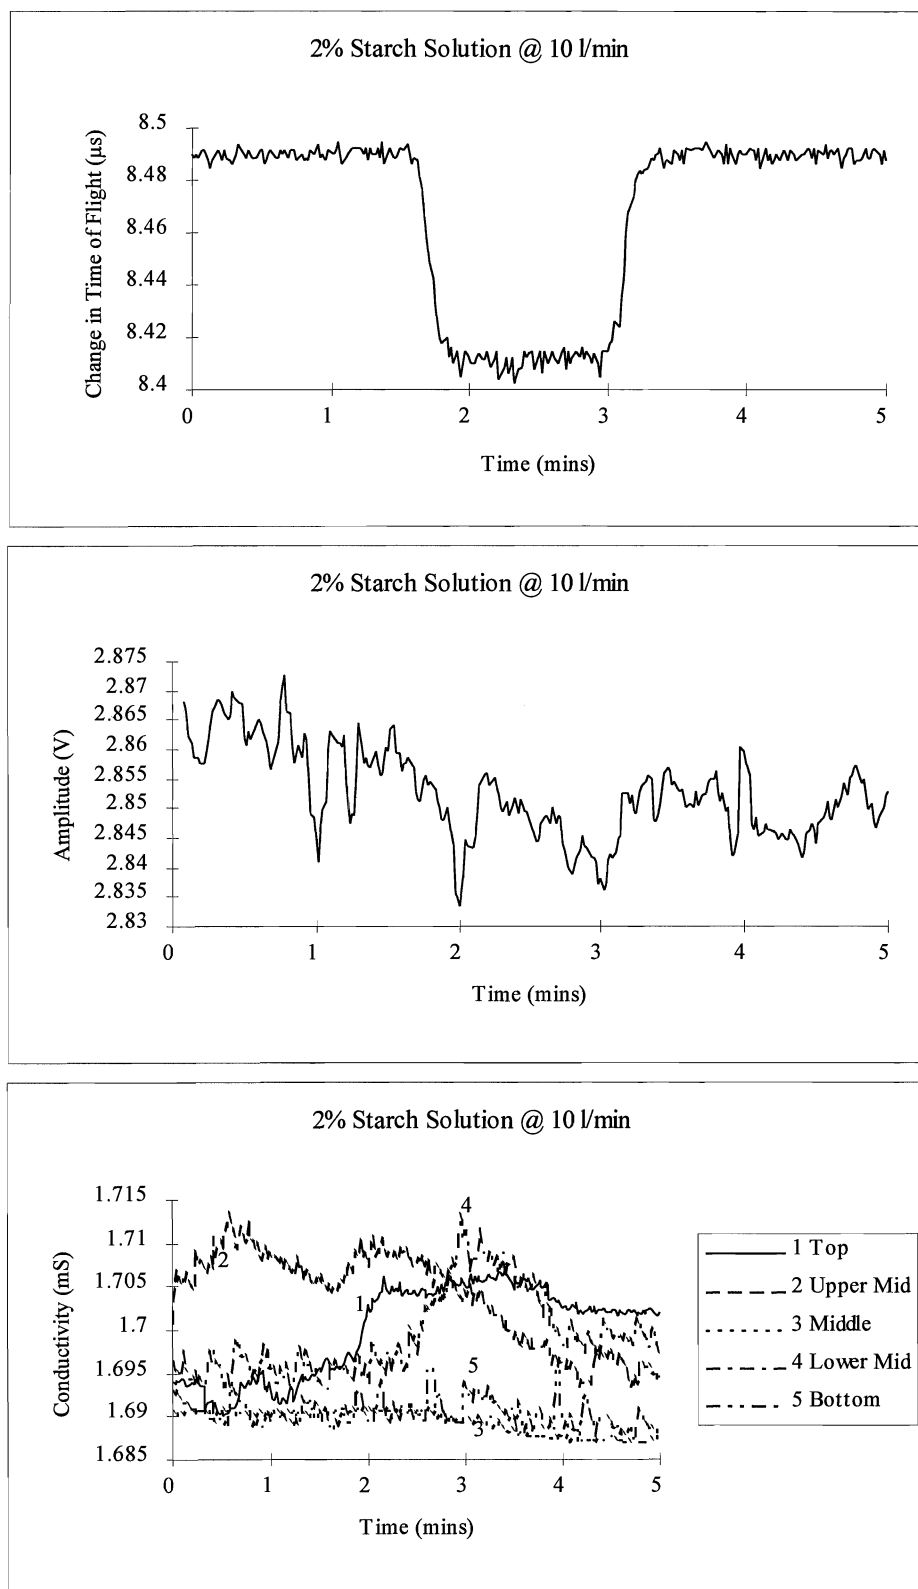 2% Starch Solution @ 10 l/min
Change in Time of Flight (µs)
8.5
8.48
8.46
8.44
8.42
8.4
0 1 2 3 4 5
Time (mins)
2% Starch Solution @ 10 l/min
Amplitude (V)
2.875
2.87
2.865
2.86
2.855
2.85
2.845
2.84
2.835
2.83
0 1 2 3 4 5
Time (mins)
2% Starch Solution @ 10 l/min
Conductivity (mS)
1.715
1.71
1.705
1.7
1.695
1.69
1.685
4
2
1
5
3
0 1 2 3 4 5
Time (mins)
1 Top
2 Upper Mid
3 Middle
4 Lower Mid
5 Bottom